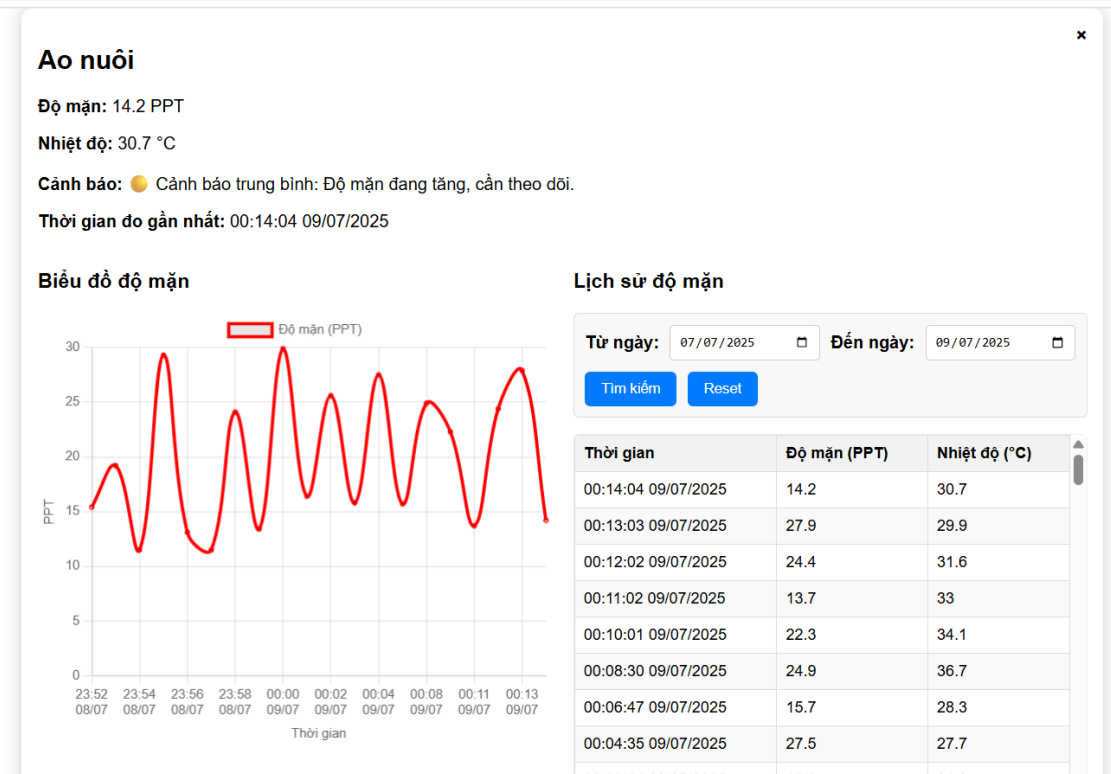 ×
Ao nuôi
Độ mặn: 14.2 PPT
Nhiệt độ: 30.7 °C
Cảnh báo: Cảnh báo trung bình: Độ mặn đang tăng, cần theo dõi.
Thời gian đo gần nhất: 00:14:04 09/07/2025
Biểu đồ độ mặn
Độ mặn (PPT)
30
25
20
15
10
5
0
PPT
23:52 23:54 23:56 23:58 00:00 00:02 00:04 00:08 00:11 00:13
08/07 08/07 08/07 08/07 09/07 09/07 09/07 09/07 09/07 09/07
Thời gian
Lịch sử độ mặn
Từ ngày: 07/07/2025 Đến ngày: 09/07/2025
Tìm kiếm Reset
Thời gian Độ mặn (PPT) Nhiệt độ (°C)
00:14:04 09/07/2025 14.2 30.7
00:13:03 09/07/2025 27.9 29.9
00:12:02 09/07/2025 24.4 31.6
00:11:02 09/07/2025 13.7 33
00:10:01 09/07/2025 22.3 34.1
00:08:30 09/07/2025 24.9 36.7
00:06:47 09/07/2025 15.7 28.3
00:04:35 09/07/2025 27.5 27.7